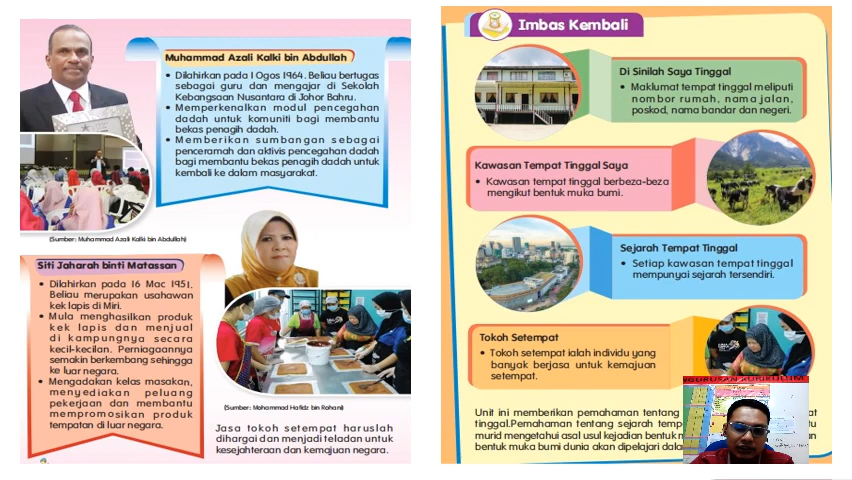 Muhammad Azali Kalki bin Abdullah
• Dilahirkan pada 1 Ogos 1964. Beliau bertugas
sebagai guru dan mengajar di Sekolah
Kebangsaan Nusantara di Johor Bahru.
• Memperkenalkan modul pencegahan
dadah untuk komuniti bagi membantu
bekas penagih dadah.
• Memberikan sumbangan sebagai
penceramah dan aktivis pencegahan dadah
bagi membantu bekas penagih dadah untuk
kembali ke dalam masyarakat.
(Sumber: Muhammad Azali Kalki bin Abdullah)
Siti Jaharah binti Matassan
• Dilahirkan pada 16 Mac 1951.
Beliau merupakan usahawan
kek lapis di Miri.
• Mula menghasilkan produk
kek lapis dan menjual
di kampungnya secara
kecil-kecilan. Perniagaannya
semakin berkembang sehingga
ke luar negara.
• Mengadakan kelas masakan,
menyediakan peluang
pekerjaan dan membantu
mempromosikan produk
tempatan di luar negara.
(Sumber: Mohammad Hafidz bin Rohani)
Jasa tokoh setempat haruslah
dihargai dan menjadi teladan untuk
kesejahteraan dan kemajuan negara.
Imbas Kembali
Di Sinilah Saya Tinggal
• Maklumat tempat tinggal meliputi
nombor rumah, nama jalan,
poskod, nama bandar dan negeri.
Kawasan Tempat Tinggal Saya
• Kawasan tempat tinggal berbeza-beza
mengikut bentuk muka bumi.
Sejarah Tempat Tinggal
• Setiap kawasan tempat tinggal
mempunyai sejarah tersendiri.
Tokoh Setempat
• Tokoh setempat ialah individu yang
banyak berjasa untuk kemajuan
setempat.
Unit ini memberikan pemahaman tentang
tinggal.Pemahaman tentang sejarah
murid mengetahui asal usul kejadian bentuk
bentuk muka bumi dunia akan dipelajari